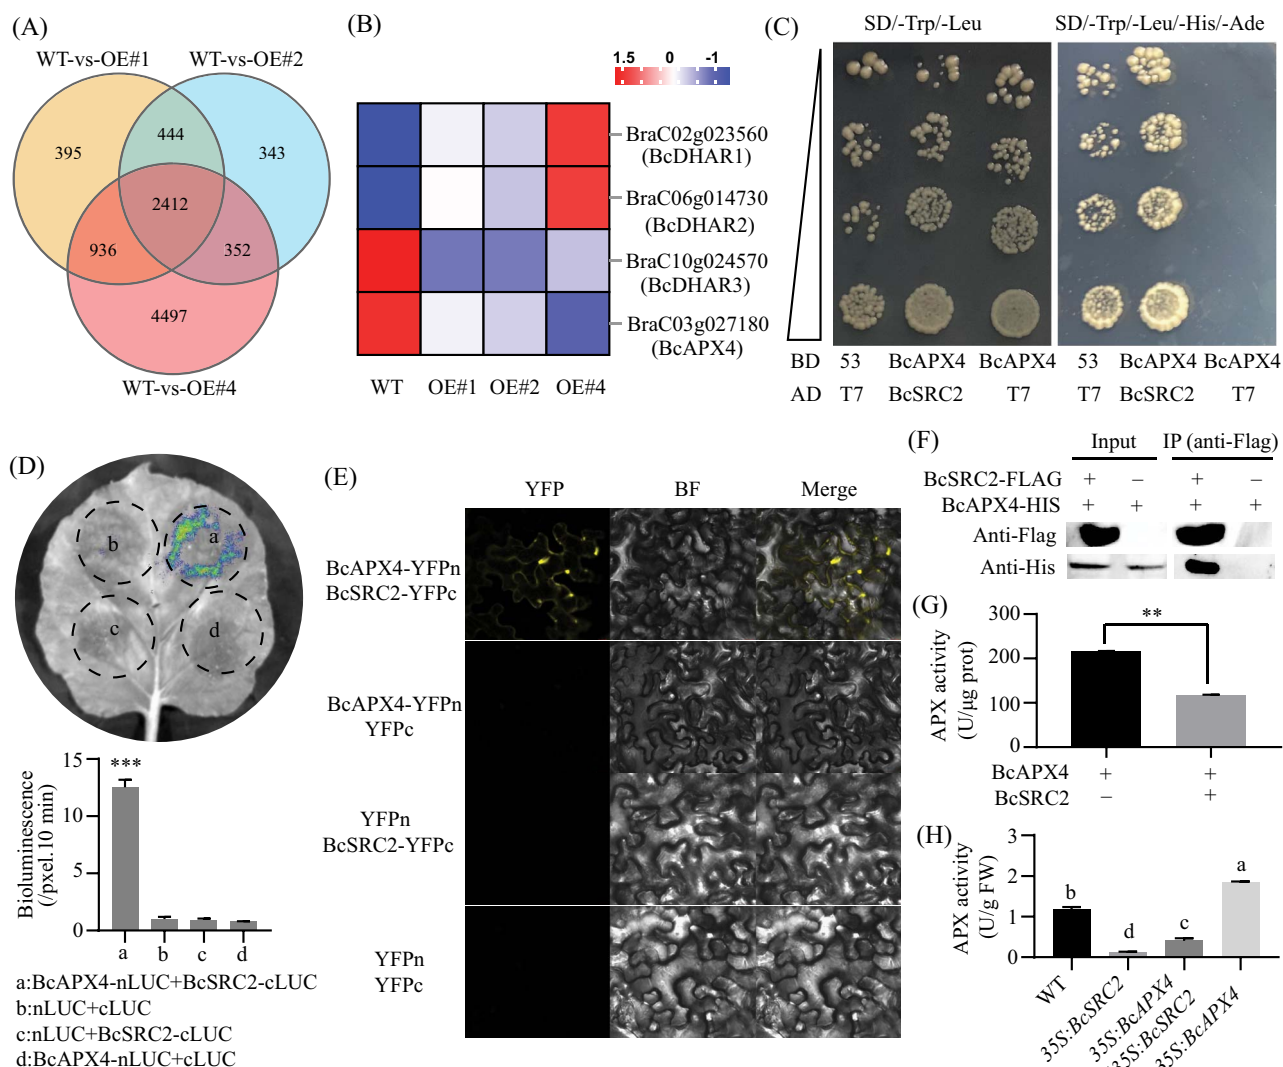 (A)
WT-vs-OE#1
WT-vs-OE#2
395
444
343
2412
936
352
4497
WT-vs-OE#4
(B)
1.5 0 -1
BraC02g023560
(BcDHAR1)
BraC06g014730
(BcDHAR2)
BraC10g024570
(BcDHAR3)
BraC03g027180
(BcAPX4)
WT OE#1 OE#2 OE#4
(C)
SD/-Trp/-Leu
SD/-Trp/-Leu/-His/-Ade
BD 53 BcAPX4 BcAPX4 53 BcAPX4 BcAPX4
AD T7 BcSRC2 T7 T7 BcSRC2 T7
(D)
b
a
c
d
15
10
5
0
Bioluminescence
(/pxel.10 min)
***
a b c d
a:BcAPX4-nLUC+BcSRC2-cLUC
b:nLUC+cLUC
c:nLUC+BcSRC2-cLUC
d:BcAPX4-nLUC+cLUC
(E)
YFP BF Merge
BcAPX4-YFPn
BcSRC2-YFPc
BcAPX4-YFPn
YFPc
YFPn
BcSRC2-YFPc
YFPn
YFPc
(F)
Input IP (anti-Flag)
BcSRC2-FLAG + − + −
BcAPX4-HIS + + + +
Anti-Flag
Anti-His
(G)
300
200
100
0
APX activity
(U/μg prot)
**
BcAPX4 + +
BcSRC2 − +
(H)
3
2
1
0
APX activity
(U/g FW)
b
d
c
a
WT
35S:BcSRC2
35S:BcAPX4
35S:BcSRC2
35S:BcAPX4